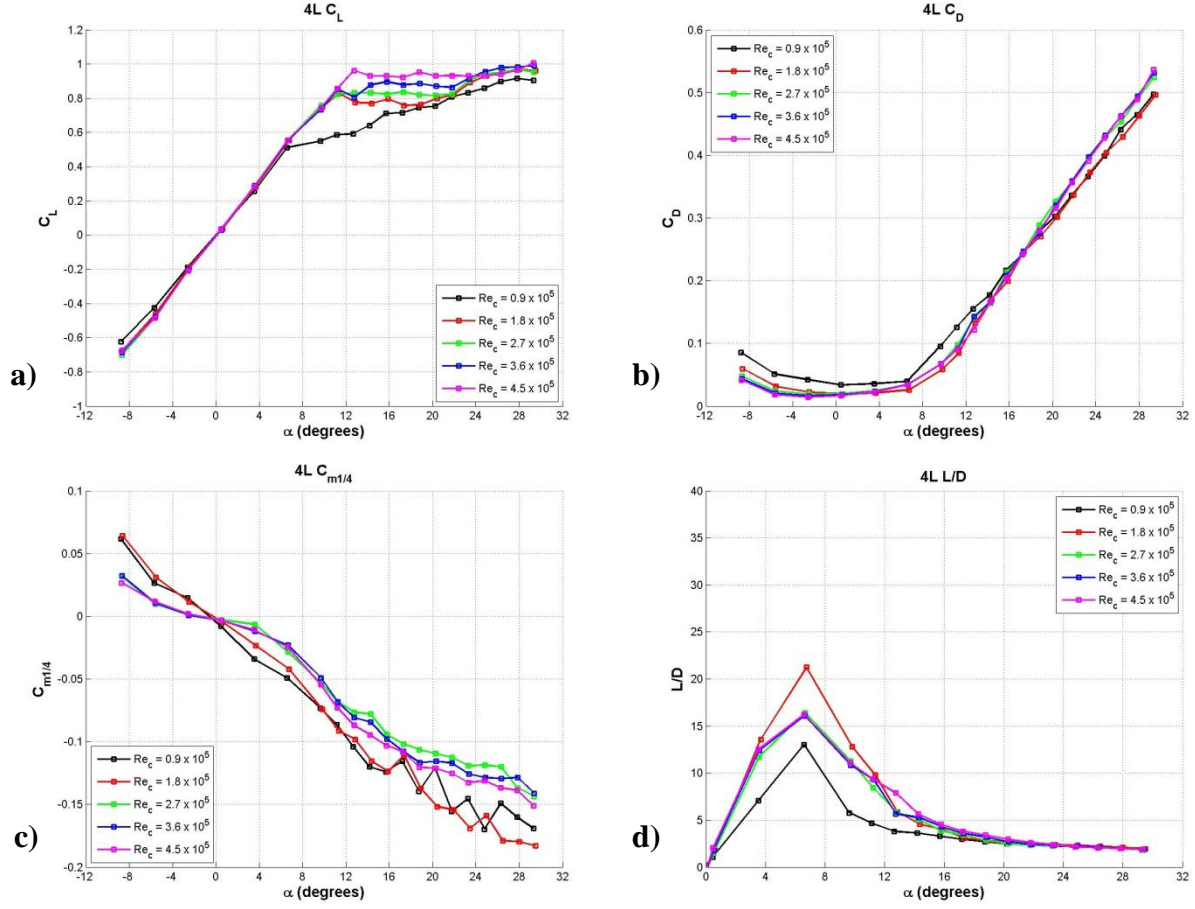 4L C_L
1.2
1
0.8
0.6
0.4
0.2
0
-0.2
-0.4
-0.6
-0.8
-1
C_L
Re_c = 0.9 x 10^5
Re_c = 1.8 x 10^5
Re_c = 2.7 x 10^5
Re_c = 3.6 x 10^5
Re_c = 4.5 x 10^5
-12 -8 -4 0 4 8 12 16 20 24 28 32
α (degrees)
a)
4L C_D
0.6
0.5
0.4
0.3
0.2
0.1
0
C_D
Re_c = 0.9 x 10^5
Re_c = 1.8 x 10^5
Re_c = 2.7 x 10^5
Re_c = 3.6 x 10^5
Re_c = 4.5 x 10^5
-12 -8 -4 0 4 8 12 16 20 24 28 32
α (degrees)
b)
4L C_m1/4
0.1
0.05
0
-0.05
-0.1
-0.15
-0.2
C_m1/4
Re_c = 0.9 x 10^5
Re_c = 1.8 x 10^5
Re_c = 2.7 x 10^5
Re_c = 3.6 x 10^5
Re_c = 4.5 x 10^5
-12 -8 -4 0 4 8 12 16 20 24 28 32
α (degrees)
c)
4L L/D
40
35
30
25
20
15
10
5
0
L/D
Re_c = 0.9 x 10^5
Re_c = 1.8 x 10^5
Re_c = 2.7 x 10^5
Re_c = 3.6 x 10^5
Re_c = 4.5 x 10^5
0 4 8 12 16 20 24 28 32
α (degrees)
d)